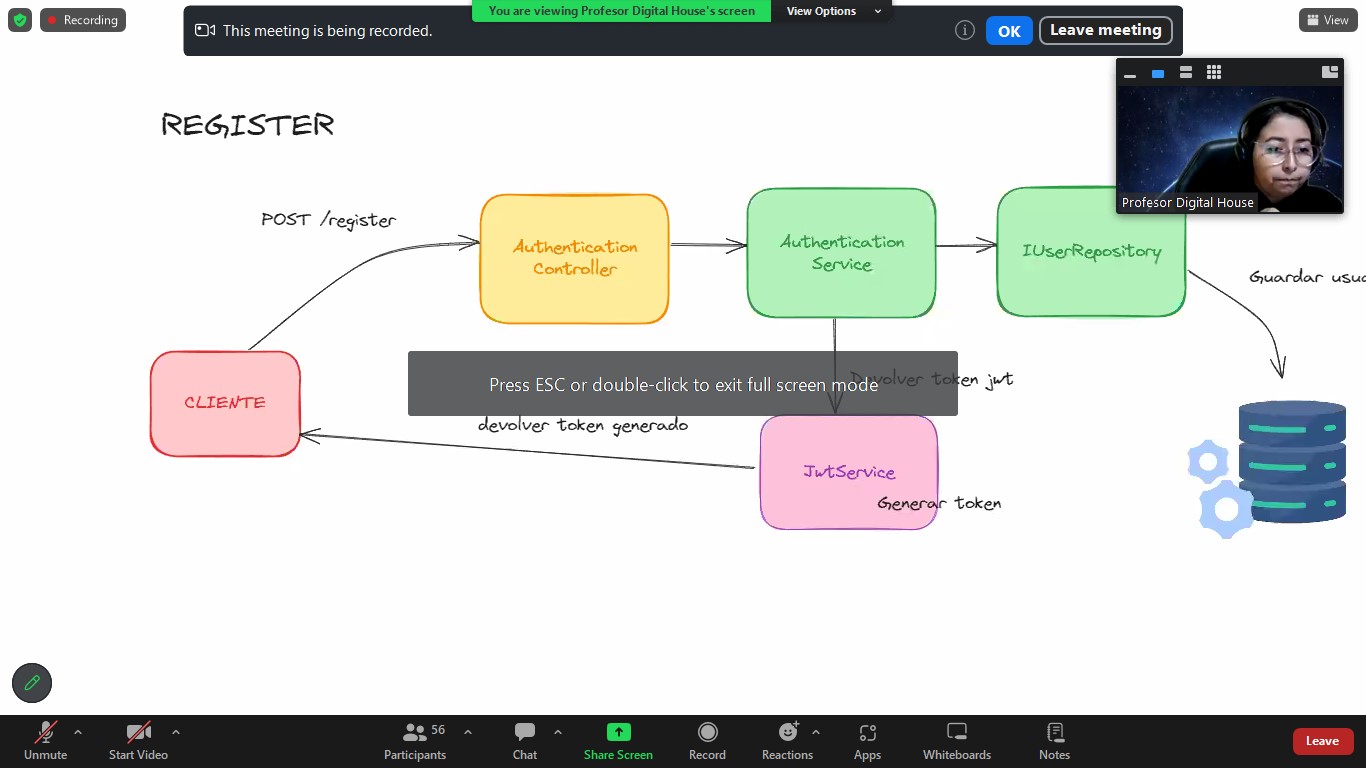 Recording
You are viewing Profesor Digital House's screen
View Options
View
This meeting is being recorded.
OK
Leave meeting
REGISTER
Profesor Digital House
POST /register
Authentication
Controller
Authentication
Service
IUserRepository
Guardar
CLIENTE
Press ESC or double-click to exit full screen mode
token jwt
devolver token generado
JwtService
Generar token
Unmute
Start Video
56
Participants
Chat
Share Screen
Record
Reactions
Apps
Whiteboards
Notes
Leave